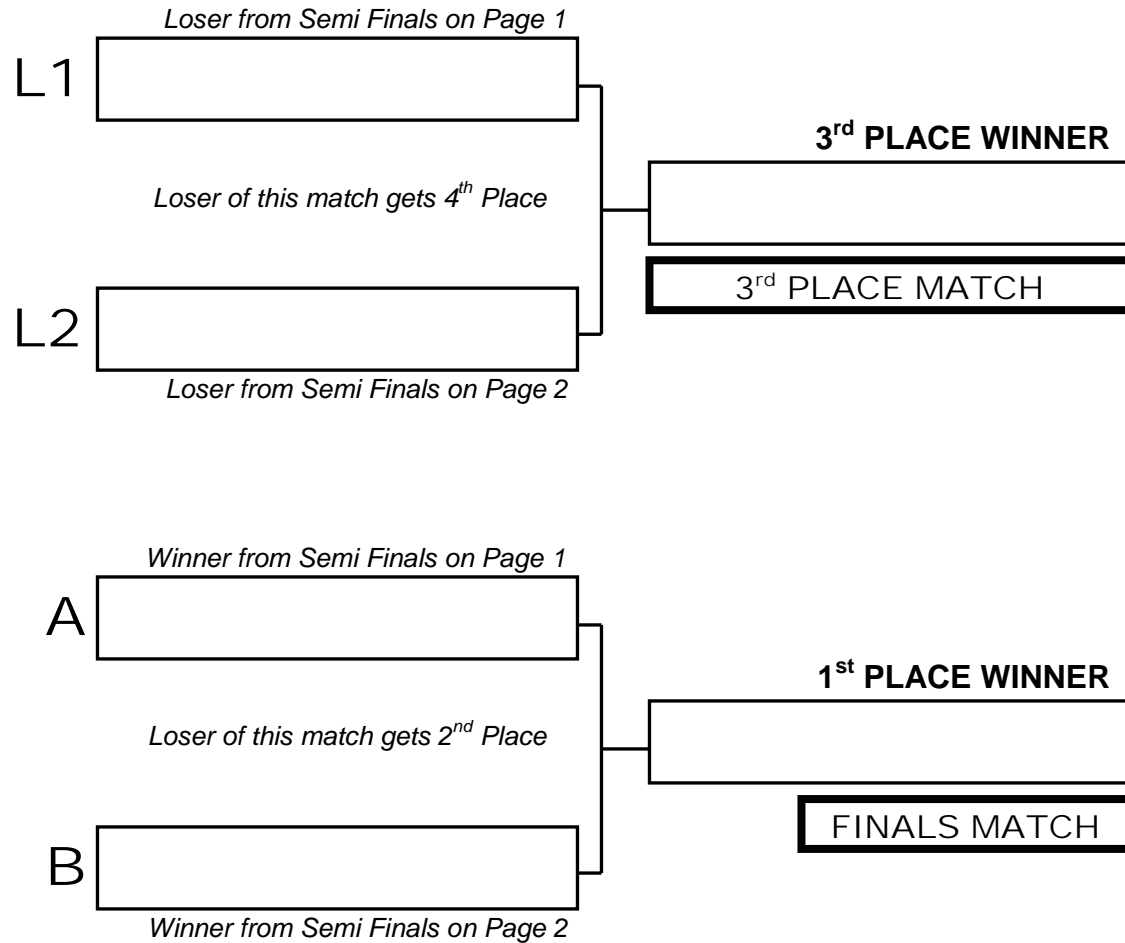 Loser from Semi Finals on Page 1
L1
3rd PLACE WINNER
Loser of this match gets 4th Place
3rd PLACE MATCH
L2
Loser from Semi Finals on Page 2
Winner from Semi Finals on Page 1
A
1st PLACE WINNER
Loser of this match gets 2nd Place
FINALS MATCH
B
Winner from Semi Finals on Page 2